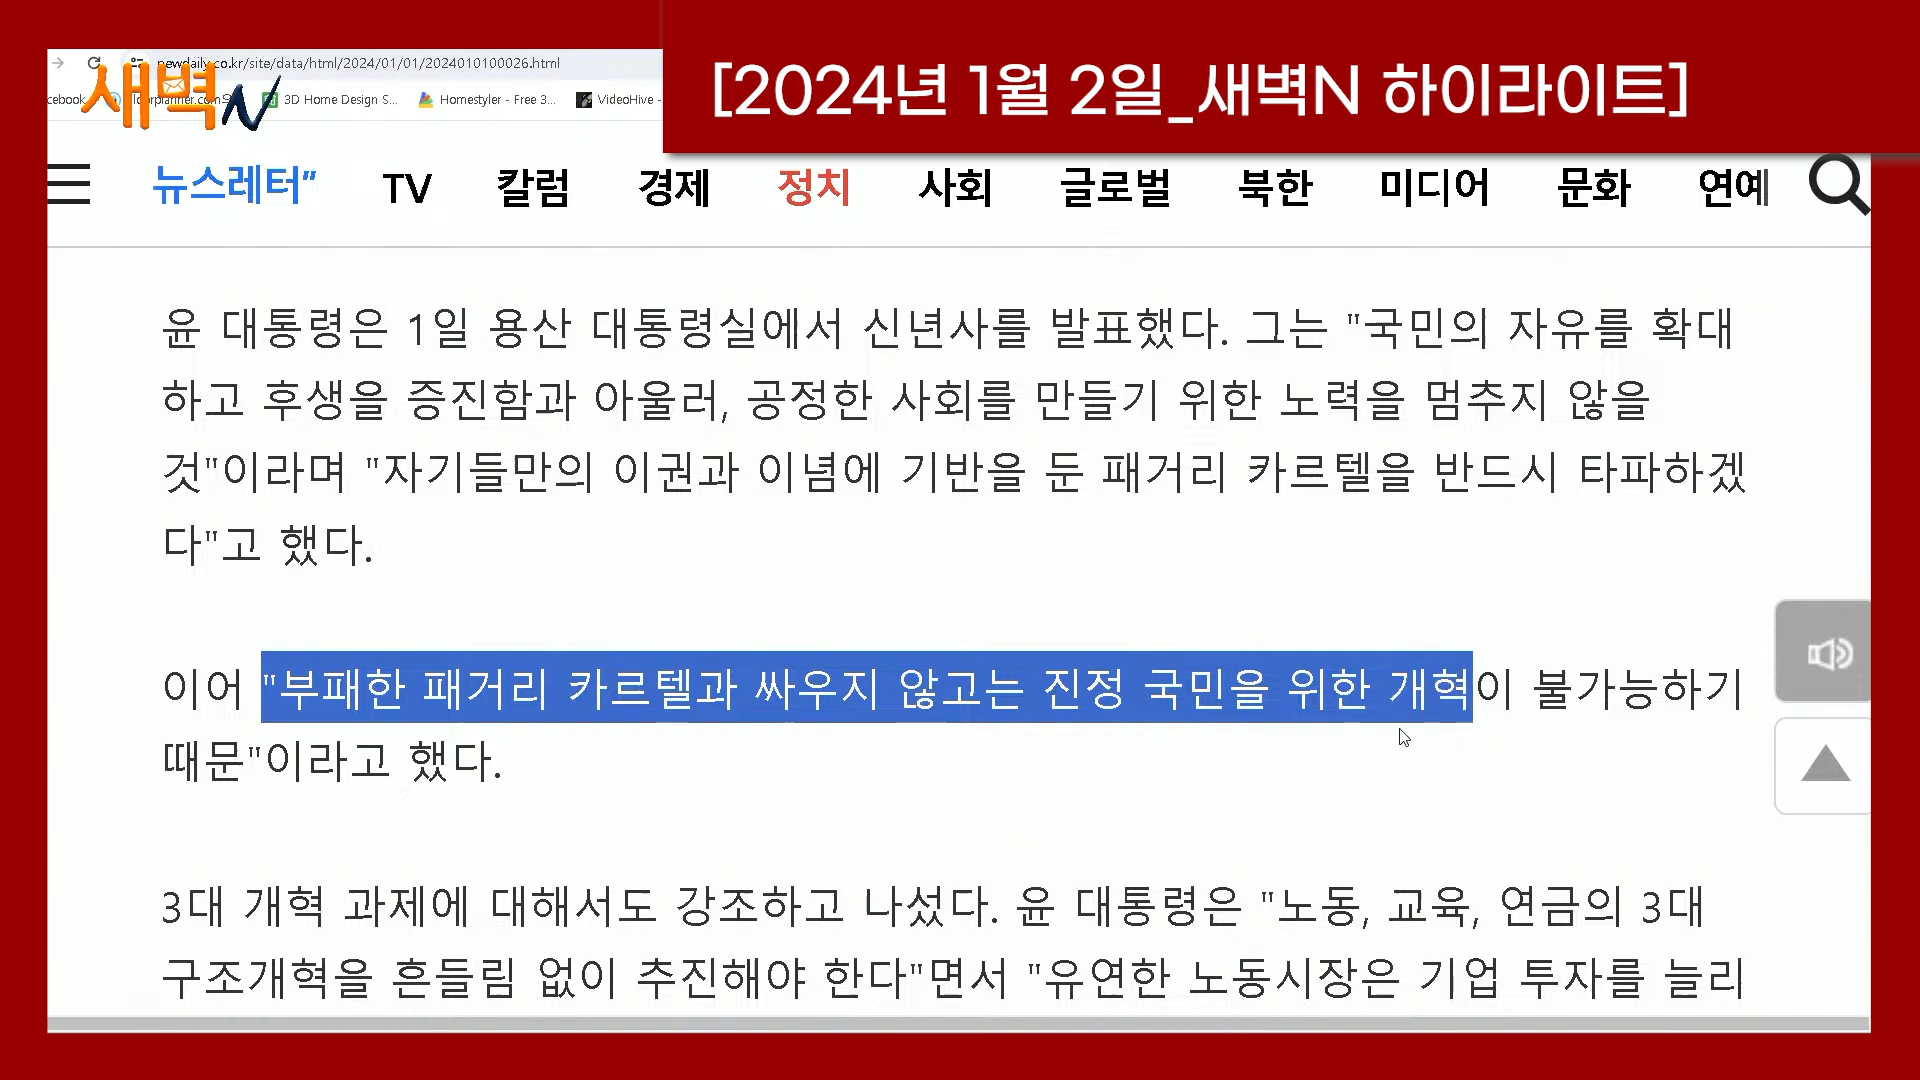 [2024년 1월 2일_새벽N 하이라이트]
새벽N
newdaily.co.kr/site/data/html/2024/01/01/2024010100026.html
3D Home Design S...
Homestyler - Free 3...
VideoHive -
뉴스레터" TV 칼럼 경제 정치 사회 글로벌 북한 미디어 문화 연예
윤 대통령은 1일 용산 대통령실에서 신년사를 발표했다. 그는 "국민의 자유를 확대
하고 후생을 증진함과 아울러, 공정한 사회를 만들기 위한 노력을 멈추지 않을
것"이라며 "자기들만의 이권과 이념에 기반을 둔 패거리 카르텔을 반드시 타파하겠
다"고 했다.
이어 "부패한 패거리 카르텔과 싸우지 않고는 진정 국민을 위한 개혁이 불가능하기
때문"이라고 했다.
3대 개혁 과제에 대해서도 강조하고 나섰다. 윤 대통령은 "노동, 교육, 연금의 3대
구조개혁을 흔들림 없이 추진해야 한다"면서 "유연한 노동시장은 기업 투자를 늘리